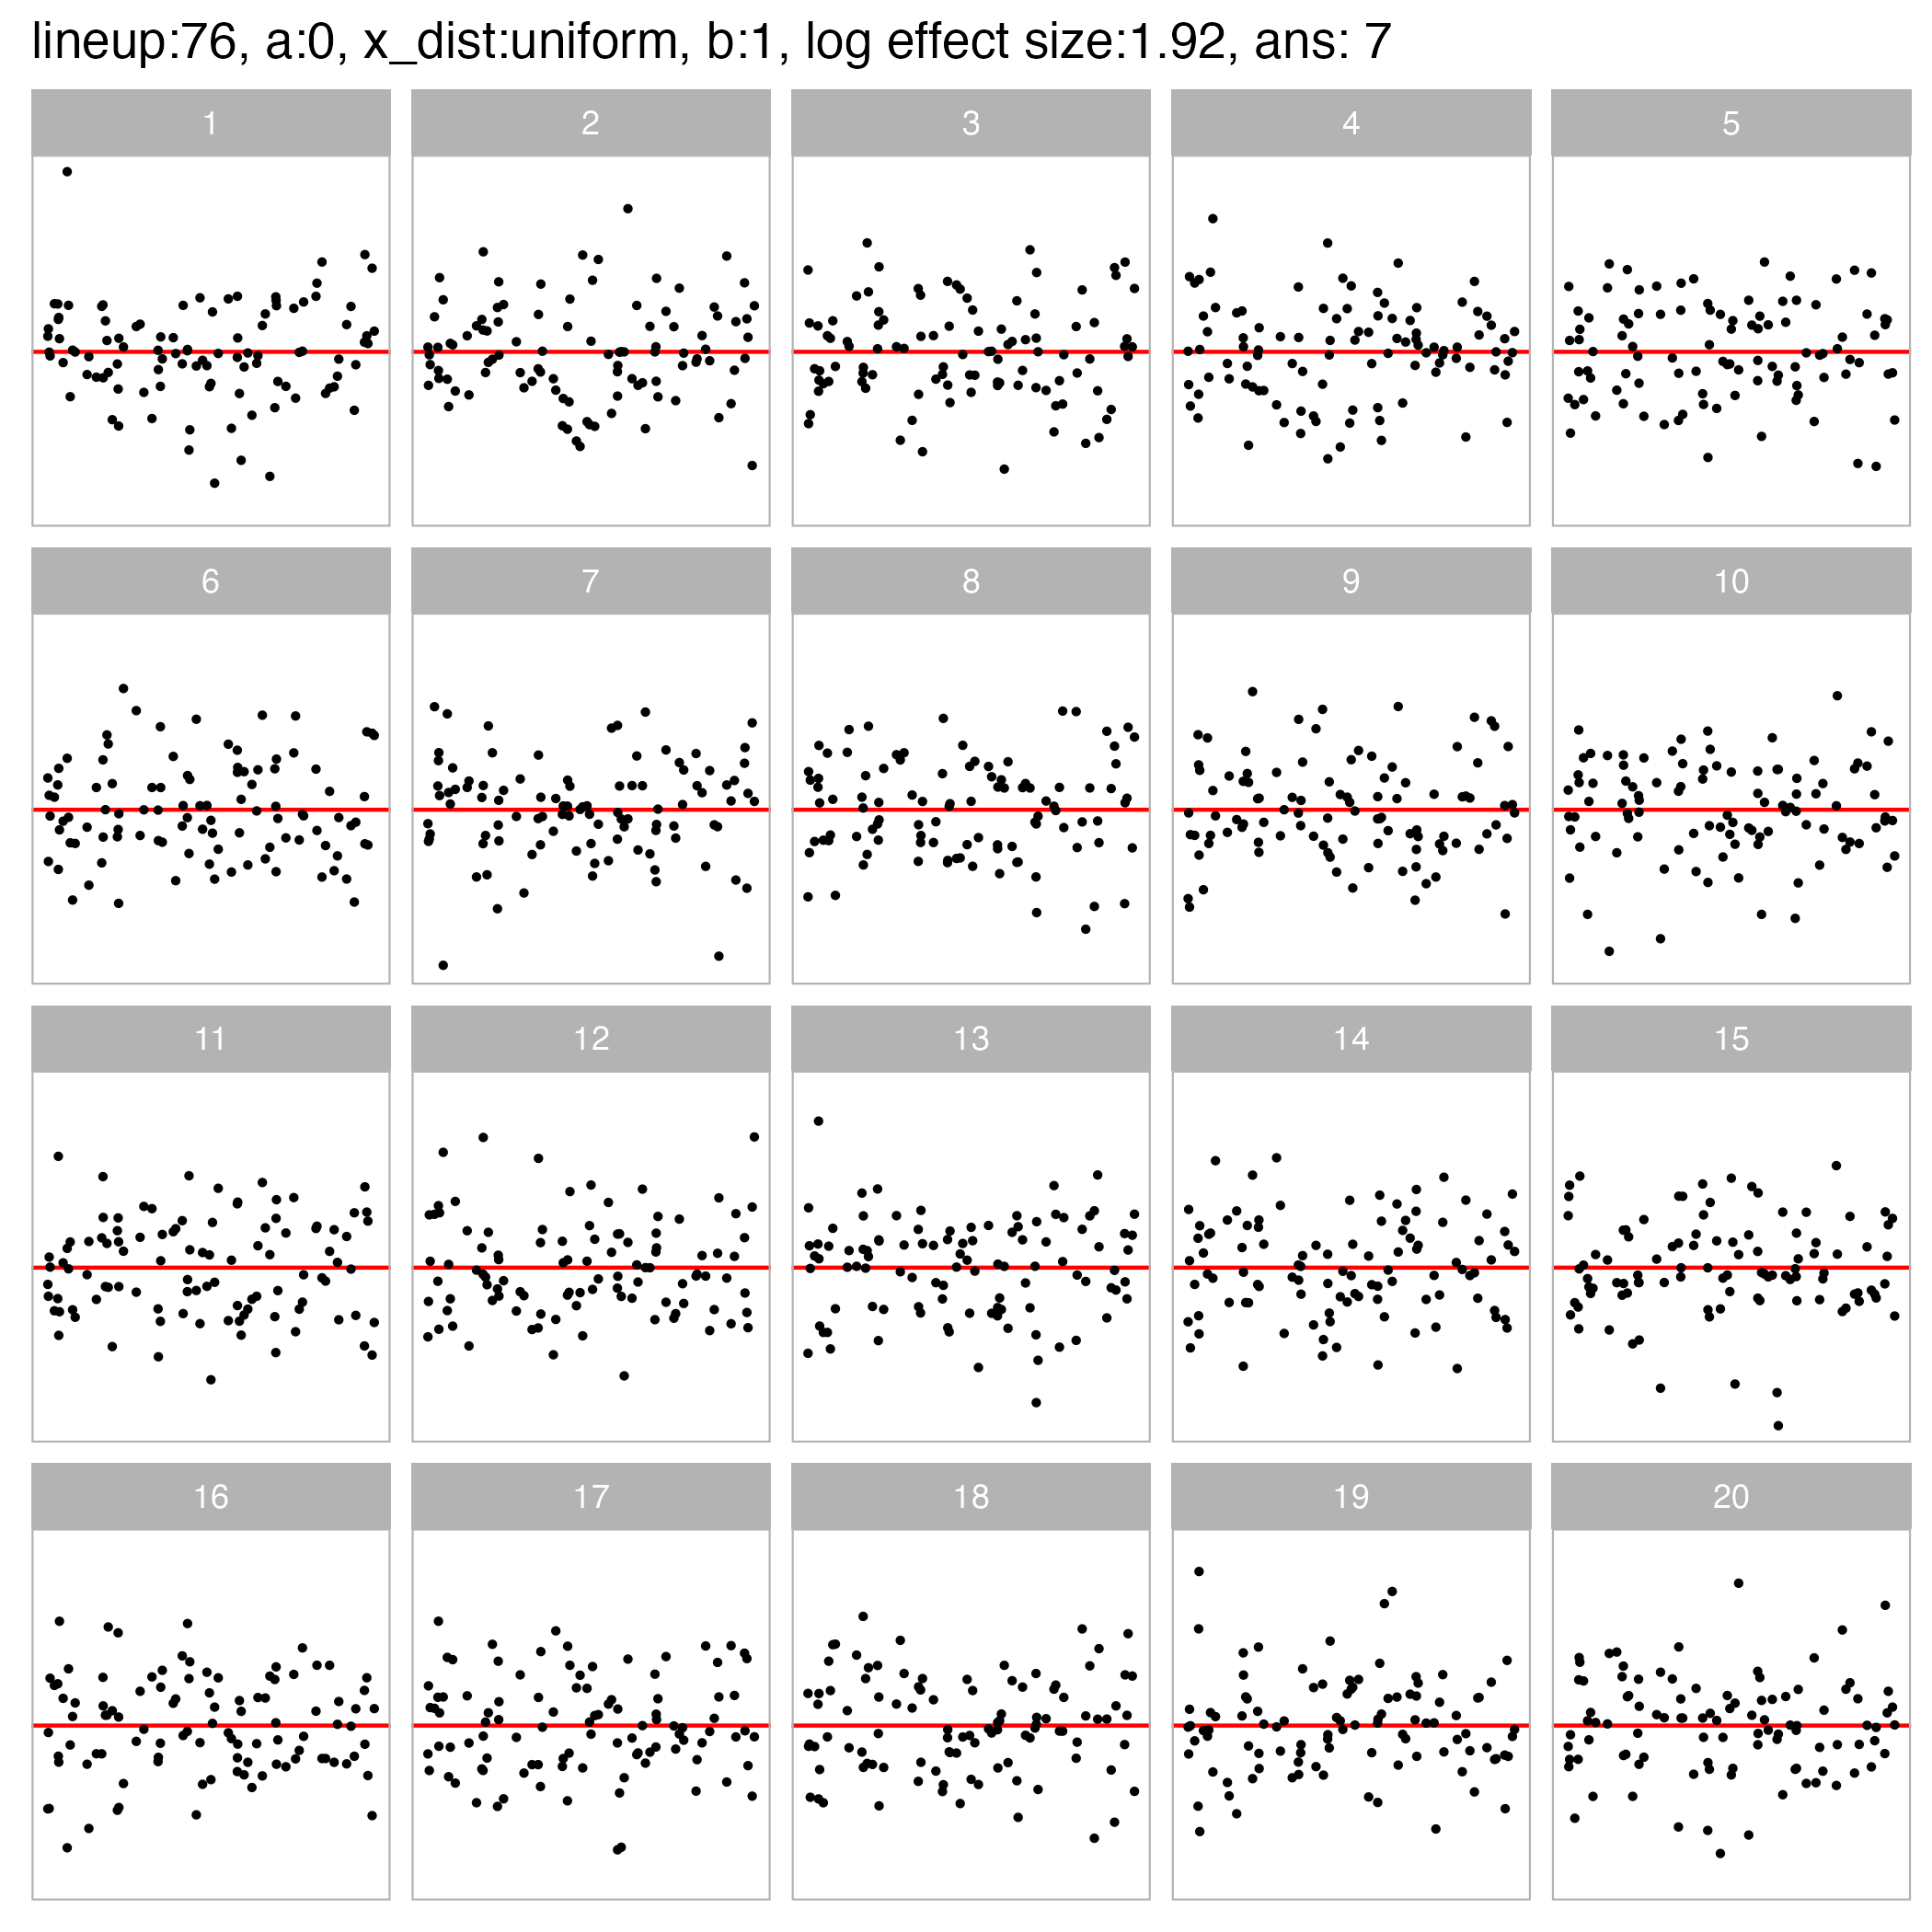 lineup:76, a:0, x_dist:uniform, b:1, log effect size:1.92, ans: 7
1 2 3 4 5
6 7 8 9 10
11 12 13 14 15
16 17 18 19 20